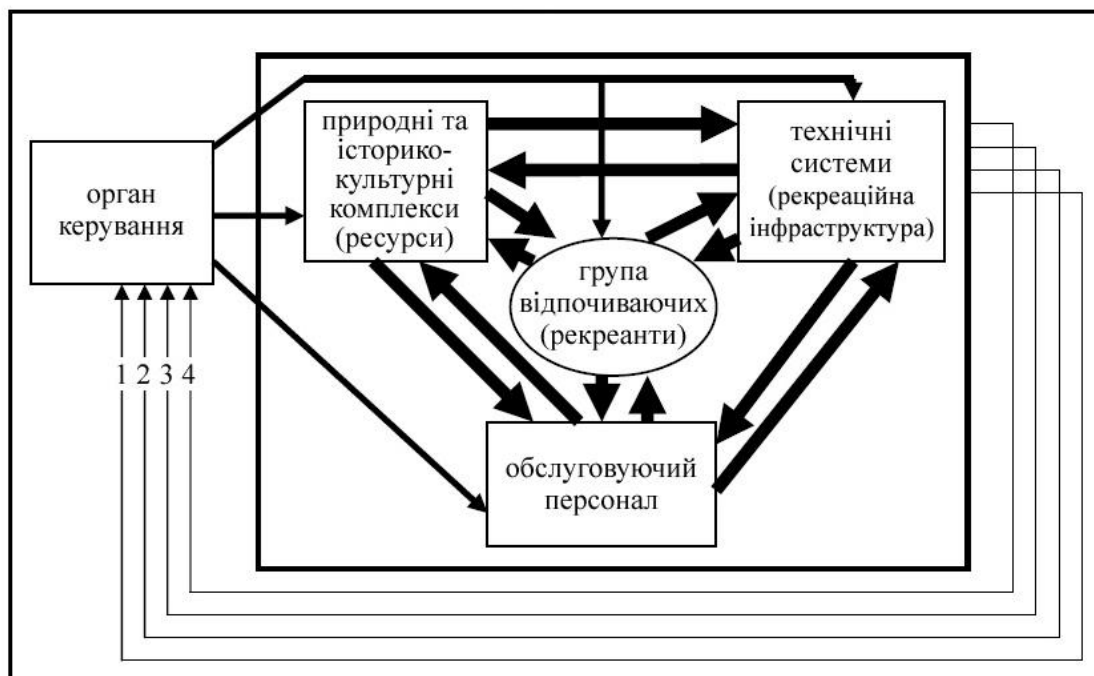 орган
керування
природні та
історико-
культурні
комплекси
(ресурси)
технічні
системи
(рекреаційна
інфраструктура)
група
відпочиваючих
(рекреанти)
обслуговуючий
персонал
1 2 3 4